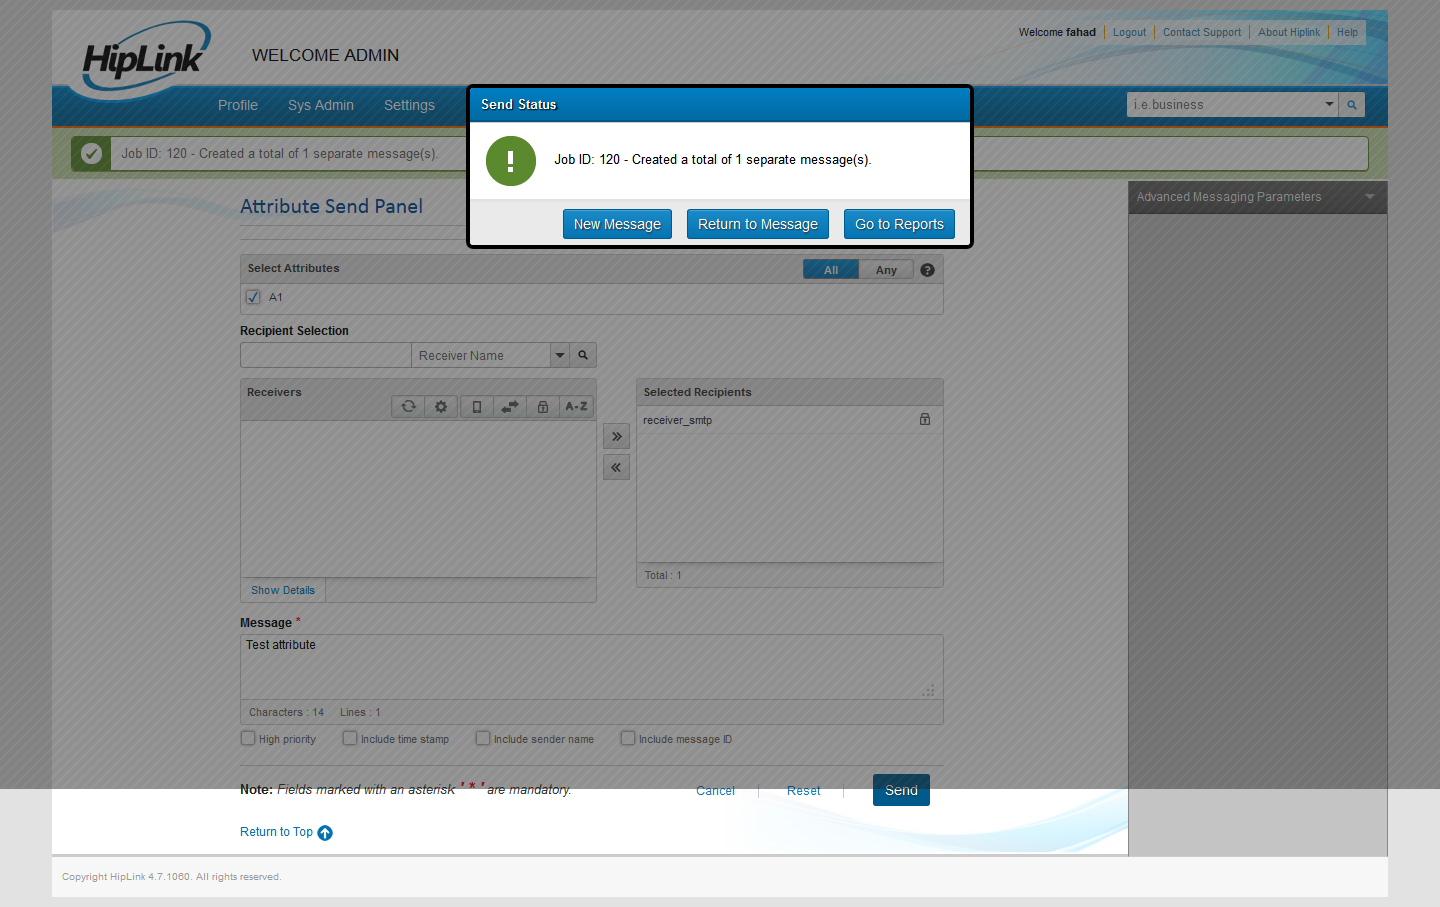 HipLink
WELCOME ADMIN
Welcome fahad Logout Contact Support About Hiplink Help
Profile Sys Admin Settings
i.e.business
Send Status
Job ID: 120 - Created a total of 1 separate message(s).
Job ID: 120 - Created a total of 1 separate message(s).
New Message Return to Message Go to Reports
Attribute Send Panel
Advanced Messaging Parameters
Select Attributes All Any ?
A1
Recipient Selection
Receiver Name
Receivers A-Z
Selected Recipients
receiver_smtp
Total : 1
Show Details
Message *
Test attribute
Characters : 14 Lines : 1
High priority Include time stamp Include sender name Include message ID
Note: Fields marked with an asterisk ' * ' are mandatory.
Cancel Reset Send
Return to Top
Copyright HipLink 4.7.1060. All rights reserved.